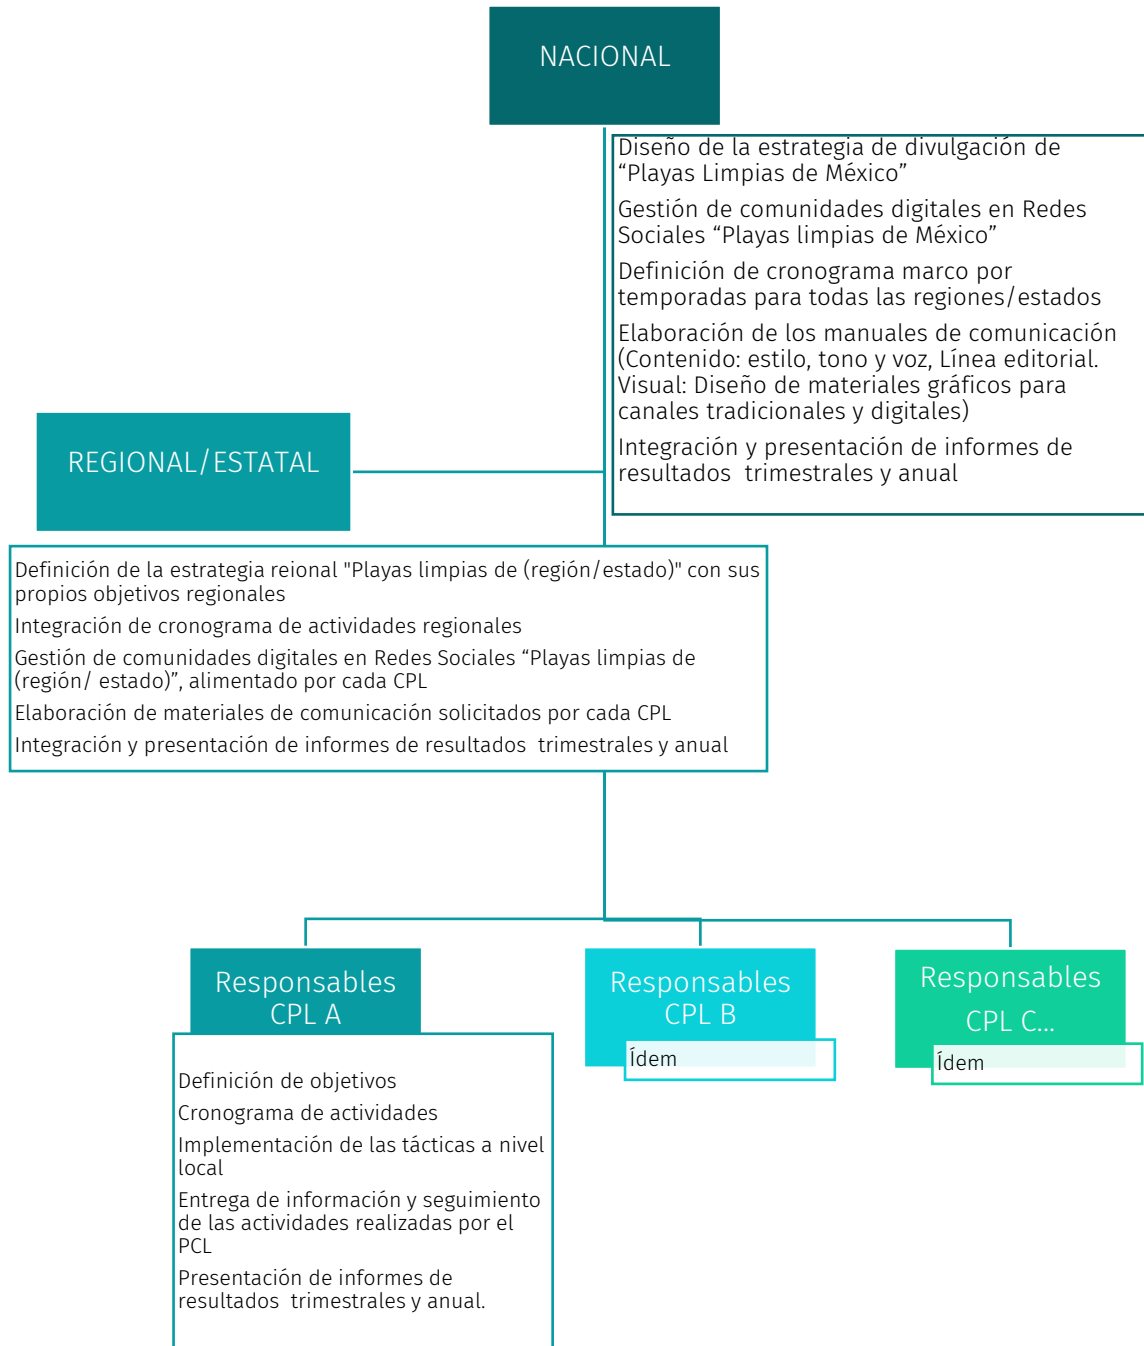 NACIONAL
Diseño de la estrategia de divulgación de
“Playas Limpias de México”
Gestión de comunidades digitales en Redes
Sociales “Playas limpias de México”
Definición de cronograma marco por
temporadas para todas las regiones/estados
Elaboración de los manuales de comunicación
(Contenido: estilo, tono y voz, Línea editorial.
Visual: Diseño de materiales gráficos para
canales tradicionales y digitales)
Integración y presentación de informes de
resultados  trimestrales y anual
REGIONAL/ESTATAL
Definición de la estrategia reional "Playas limpias de (región/estado)" con sus
propios objetivos regionales
Integración de cronograma de actividades regionales
Gestión de comunidades digitales en Redes Sociales “Playas limpias de
(región/ estado)”, alimentado por cada CPL
Elaboración de materiales de comunicación solicitados por cada CPL
Integración y presentación de informes de resultados  trimestrales y anual
Responsables
CPL A
Definición de objetivos
Cronograma de actividades
Implementación de las tácticas a nivel
local
Entrega de información y seguimiento
de las actividades realizadas por el
PCL
Presentación de informes de
resultados  trimestrales y anual.
Responsables
CPL B
Ídem
Responsables
CPL C...
Ídem